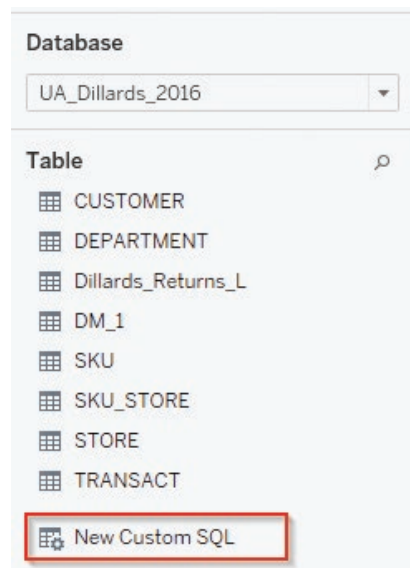 Database
UA_Dillards_2016
Table
CUSTOMER
DEPARTMENT
Dillards_Returns_L
DM_1
SKU
SKU_STORE
STORE
TRANSACT
New Custom SQL